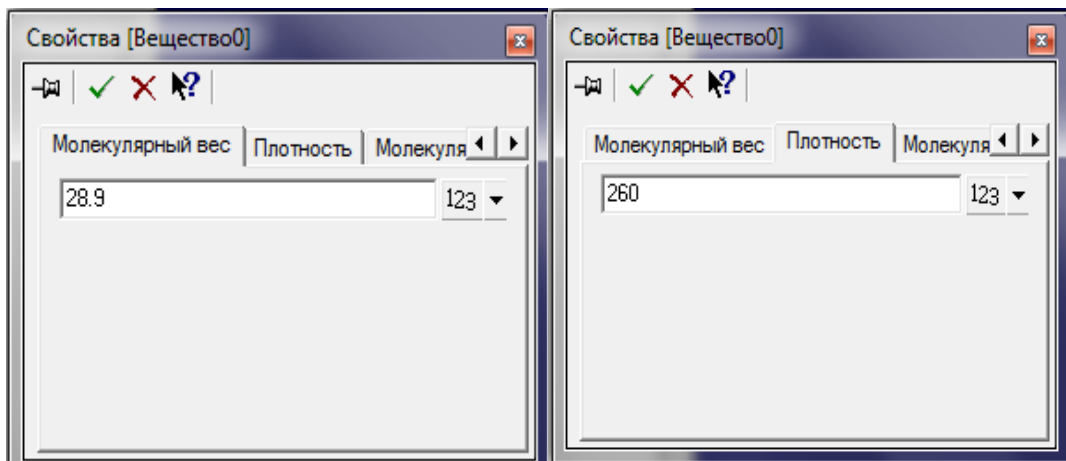 Свойства [Вещество0]
Молекулярный вес Плотность Молекуля
28.9 123
Свойства [Вещество0]
Молекулярный вес Плотность Молекуля
260 123